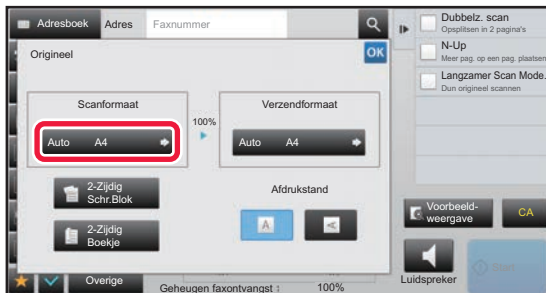 Adresboek Adres Faxnummer
Origineel OK
Scanformaat
Auto A4
100%
Verzendformaat
Auto A4
2-Zijdig
Schr.Blok
2-Zijdig
Boekje
Afdrukstand
A A
Overige
Geheugen faxontvangst : 100%
Dubbelz. scan
Opsplitsen in 2 pagina's
N-Up
Meer pag. op een pag. plaatsen
Langzamer Scan Mode.
Dun origineel scannen
Voorbeeld-
weergave
CA
Luidspreker
Start